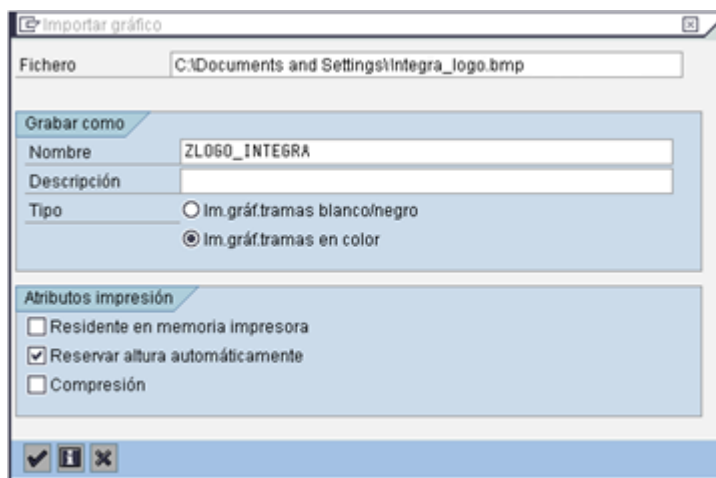 Importar gráfico
Fichero C:\Documents and Settings\Integra_logo.bmp
Grabar como
Nombre ZLOGO_INTEGRA
Descripción
Tipo Im.gráf.tramas blanco/negro
Im.gráf.tramas en color
Atributos impresión
Residente en memoria impresora
Reservar altura automáticamente
Compresión